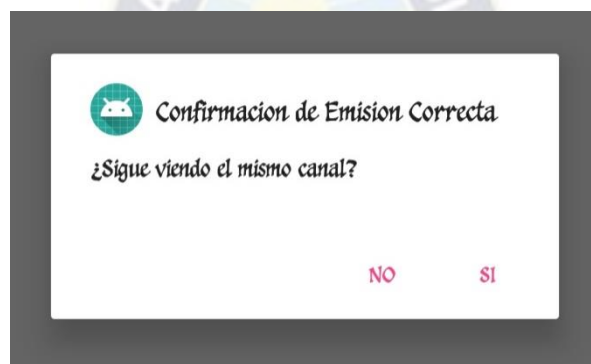 Confirmacion de Emision Correcta
¿Sigue viendo el mismo canal?
NO SI